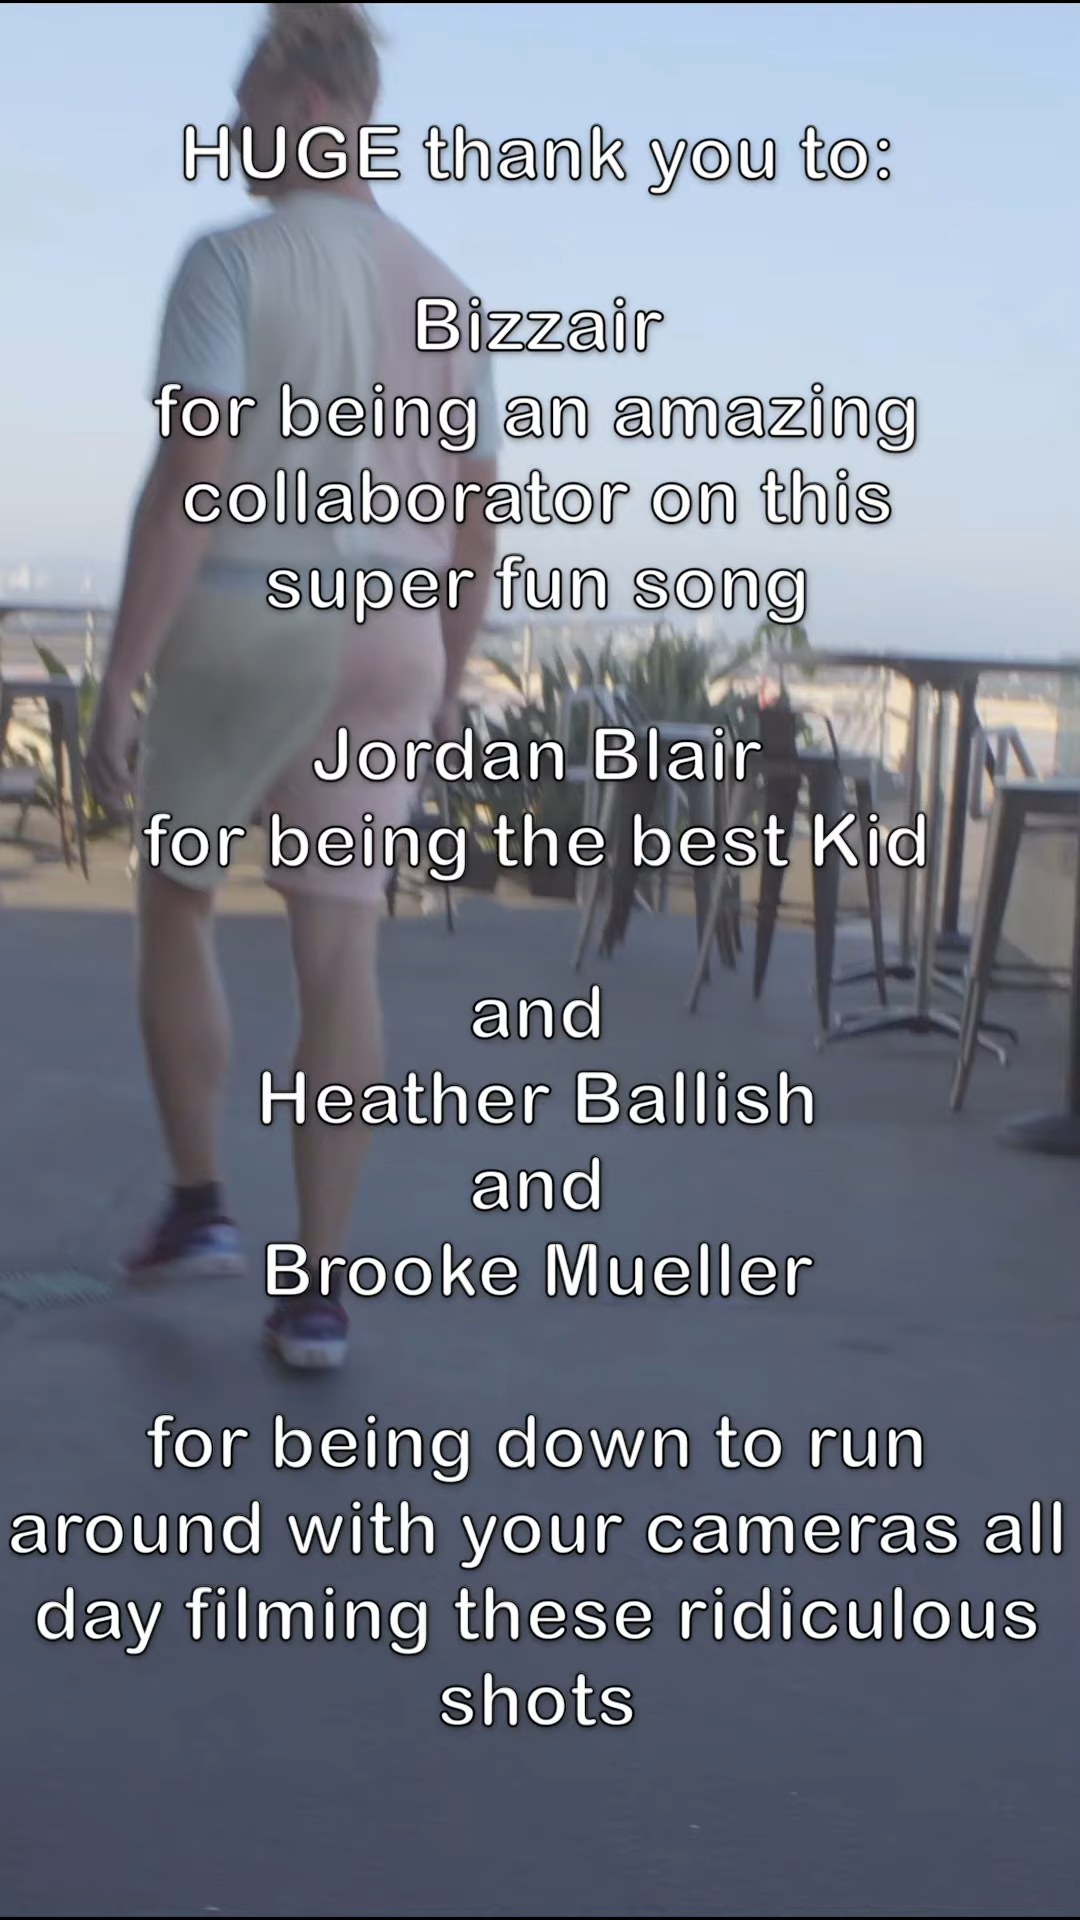 HUGE thank you to:
Bizzair
for being an amazing
collaborator on this
super fun song
Jordan Blair
for being the best Kid
and
Heather Ballish
and
Brooke Mueller
for being down to run
around with your cameras all
day filming these ridiculous
shots